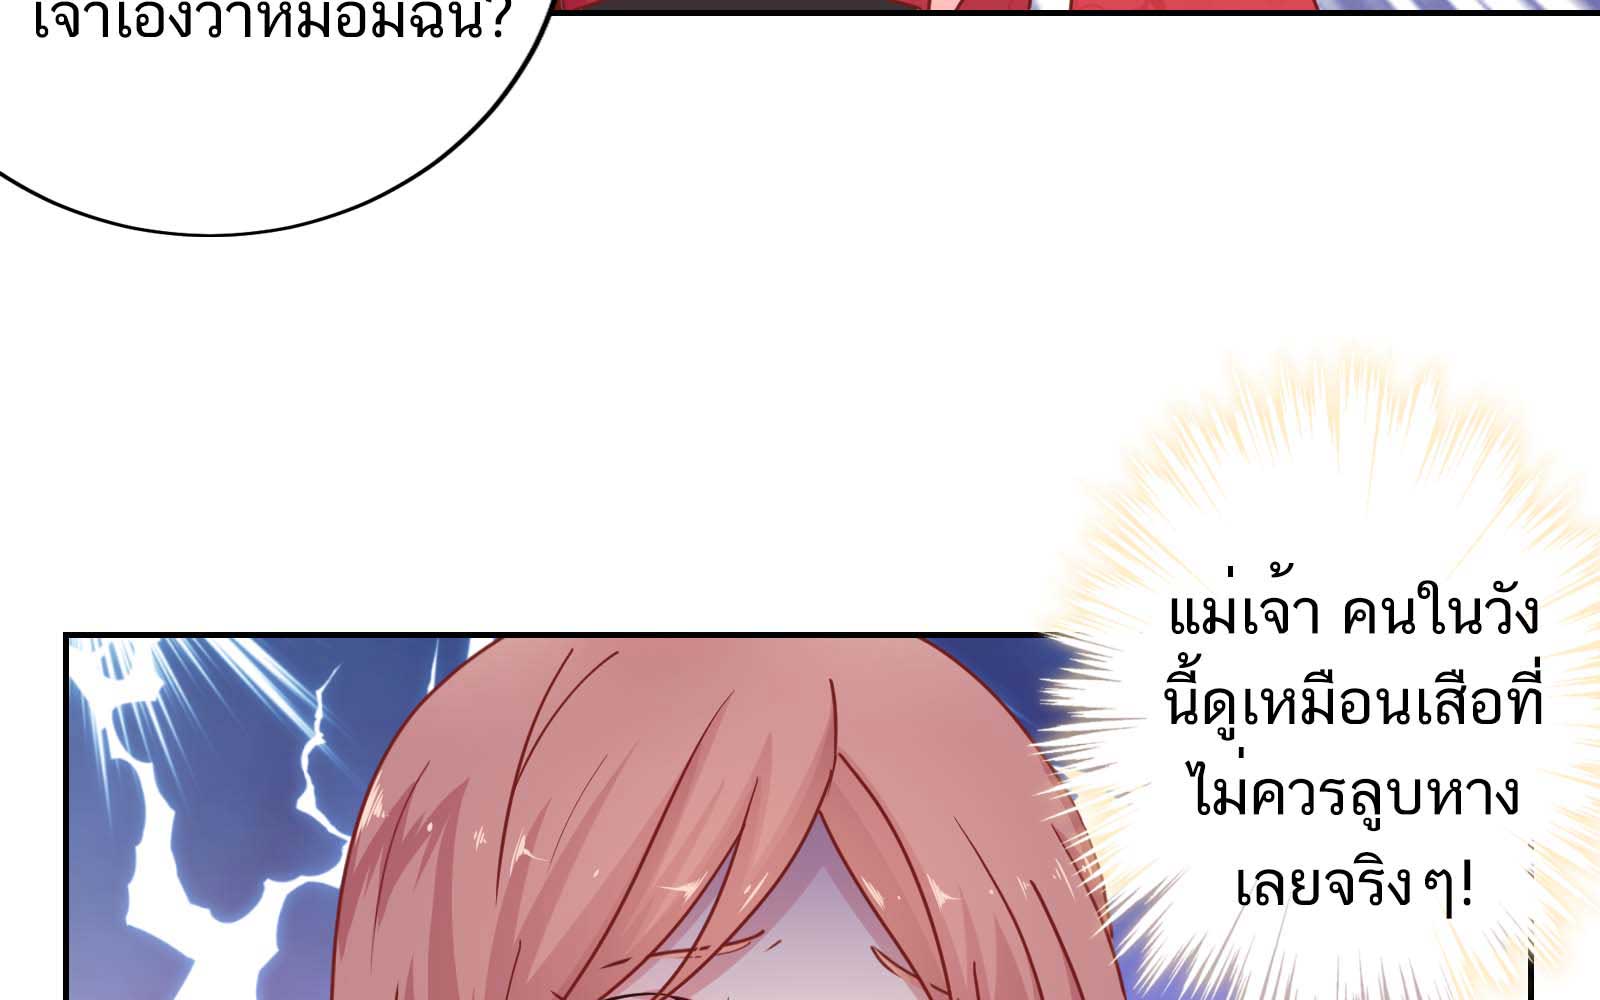 เจ้าเองว่าหม่อมฉัน?
แม่เจ้า คนในวัง
นี้ดูเหมือนเสือที่
ไม่ควรลูบหาง
เลยจริงๆ!